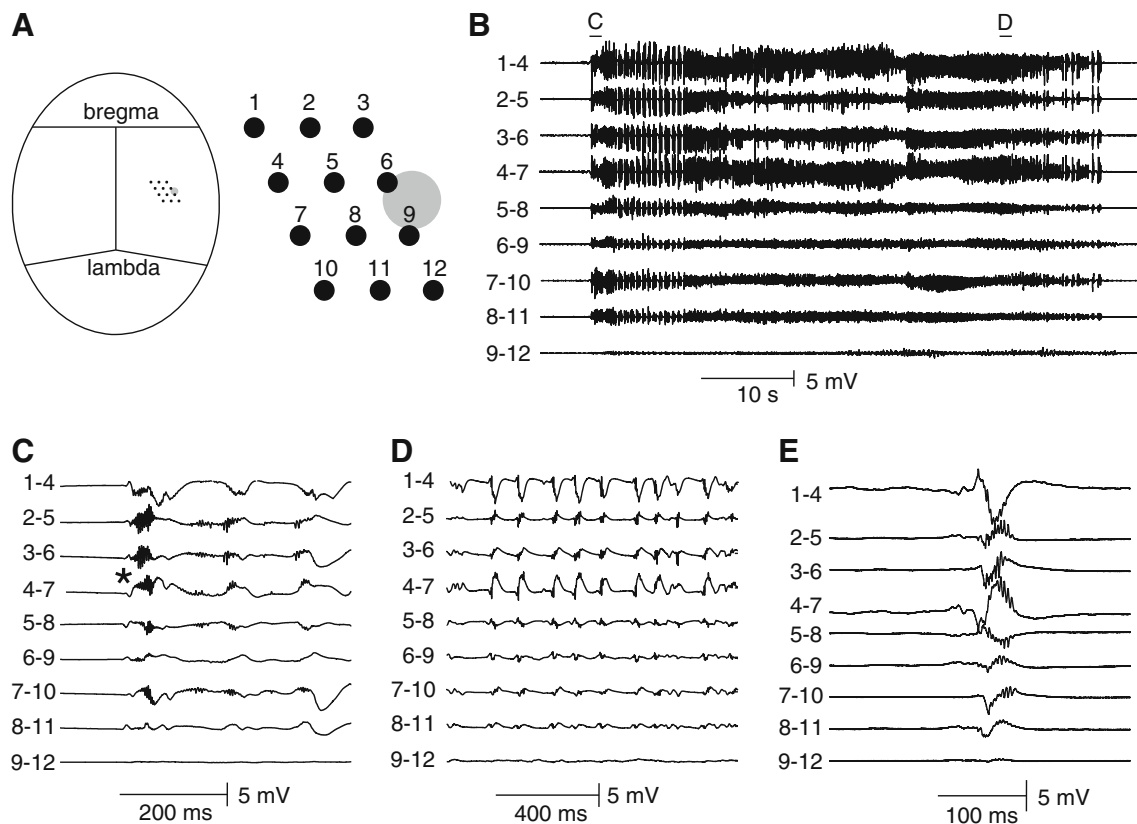 A
bregma
lambda
1 2 3
4 5 6
7 8 9
10 11 12
B
C D
1-4
2-5
3-6
4-7
5-8
6-9
7-10
8-11
9-12
10 s 5 mV
C
1-4
2-5
3-6
* 4-7
5-8
6-9
7-10
8-11
9-12
200 ms 5 mV
D
1-4
2-5
3-6
4-7
5-8
6-9
7-10
8-11
9-12
400 ms 5 mV
E
1-4
2-5
3-6
4-7
5-8
6-9
7-10
8-11
9-12
100 ms 5 mV